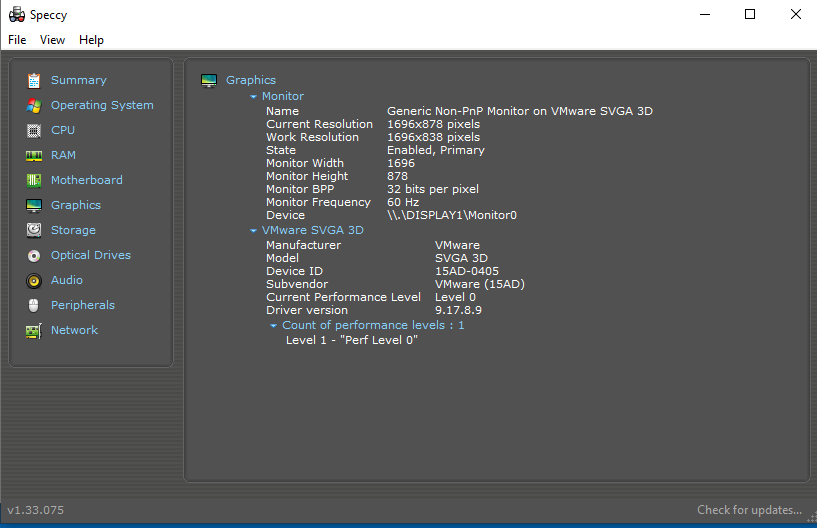 Speccy
File View Help
Summary
Operating System
CPU
RAM
Motherboard
Graphics
Storage
Optical Drives
Audio
Peripherals
Network
Graphics
Monitor
Name Generic Non-PnP Monitor on VMware SVGA 3D
Current Resolution 1696x878 pixels
Work Resolution 1696x838 pixels
State Enabled, Primary
Monitor Width 1696
Monitor Height 878
Monitor BPP 32 bits per pixel
Monitor Frequency 60 Hz
Device \\.\DISPLAY1\Monitor0
VMware SVGA 3D
Manufacturer VMware
Model SVGA 3D
Device ID 15AD-0405
Subvendor VMware (15AD)
Current Performance Level Level 0
Driver version 9.17.8.9
Count of performance levels : 1
Level 1 - "Perf Level 0"
v1.33.075 Check for updates...